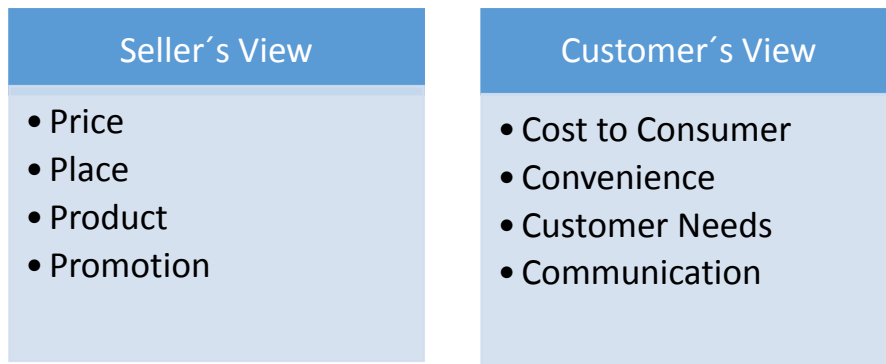 Seller´s View
• Price
• Place
• Product
• Promotion
Customer´s View
• Cost to Consumer
• Convenience
• Customer Needs
• Communication